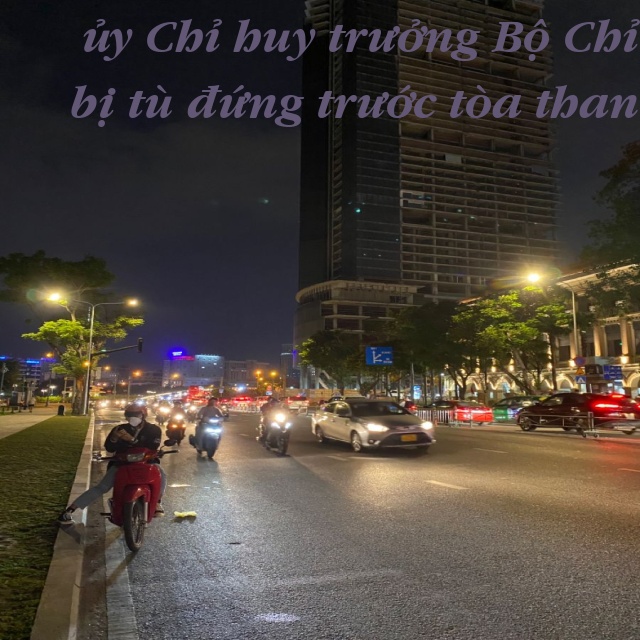 ủy Chỉ huy trưởng Bộ Chỉ
bị tù đứng trước tòa than